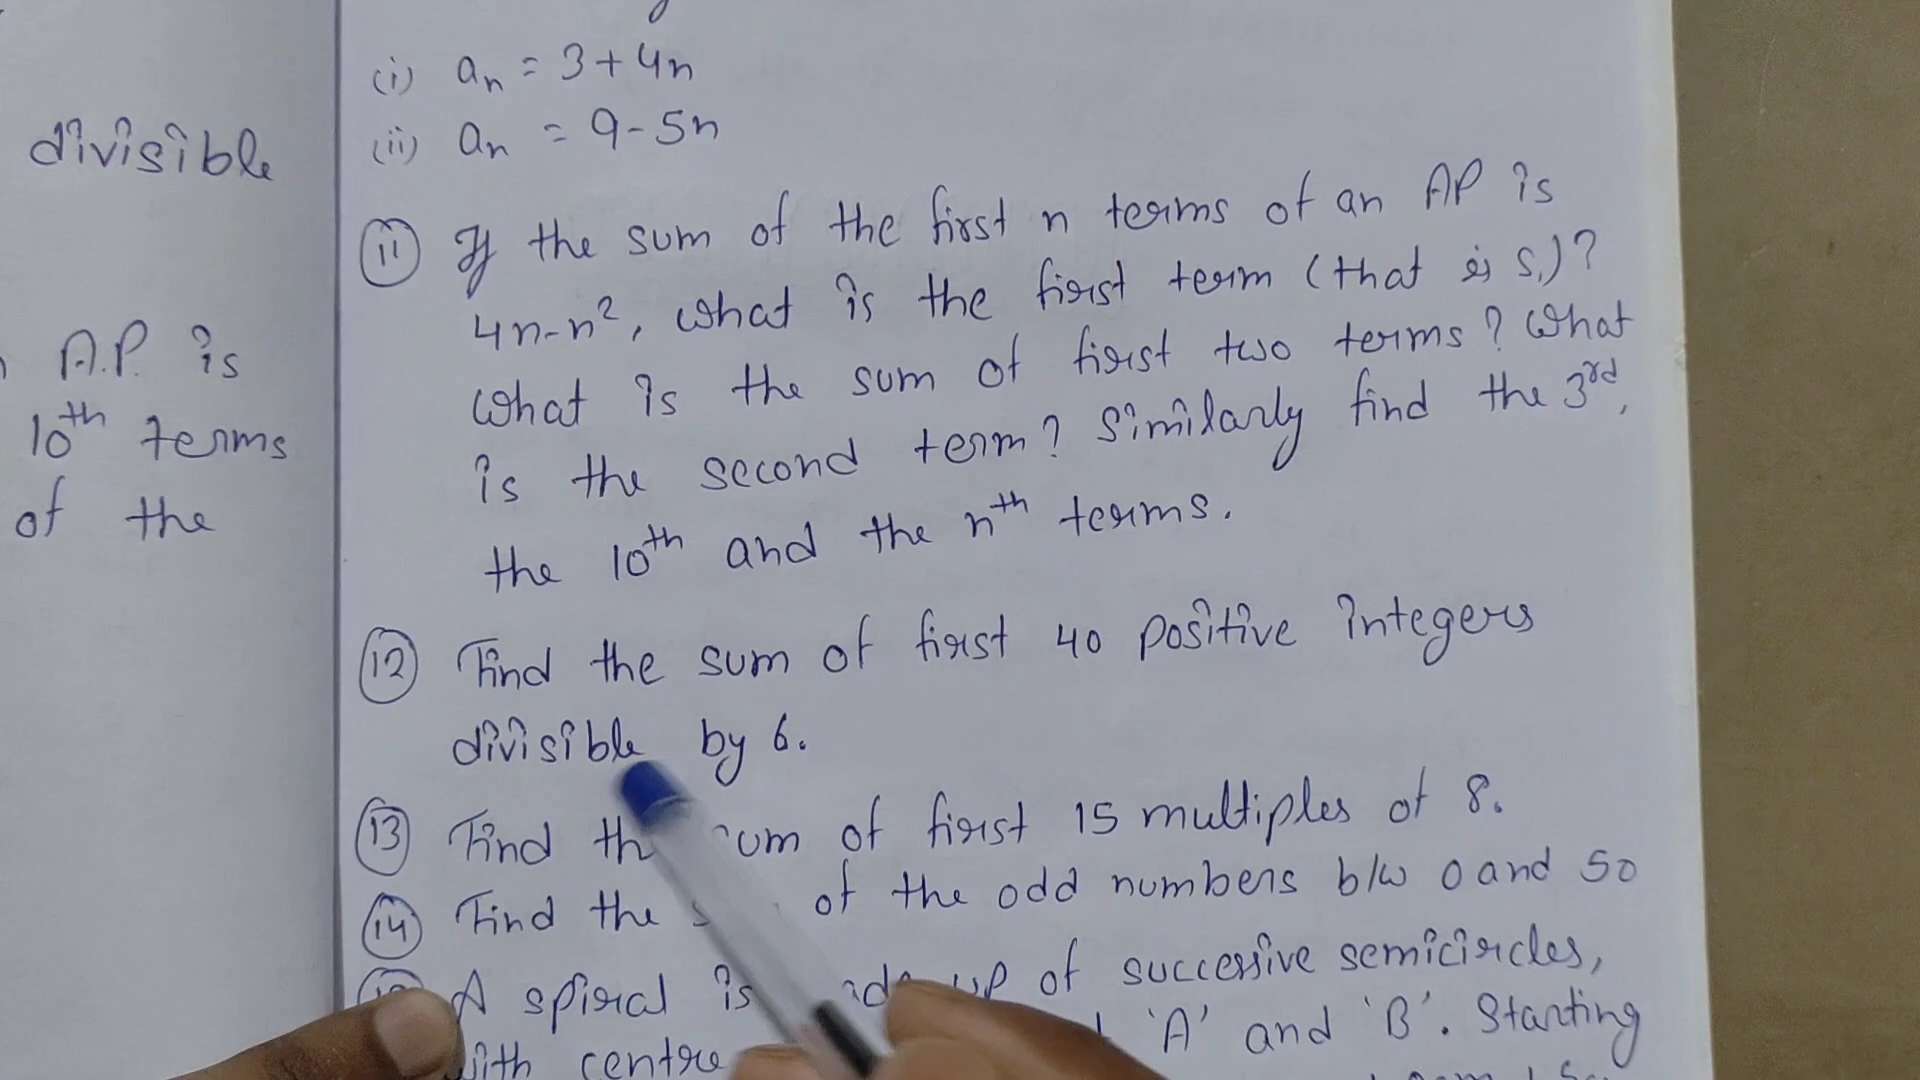 divisible
A.P. is
10th terms
of the
(i) an = 3+4n
(ii) an = 9-5n
(11) If the sum of the first n terms of an AP is
4n-n², what is the first term (that is S1)?
What is the sum of first two terms? What
is the second term? Similarly find the 3rd,
the 10th and the nth terms.
(12) Find the sum of first 40 positive integers
divisible by 6.
(13) Find the sum of first 15 multiples of 8.
(14) Find the of the odd numbers b/w 0 and 50
A spiral is up of successive semicircles,
with centre 'A' and 'B'. Starting